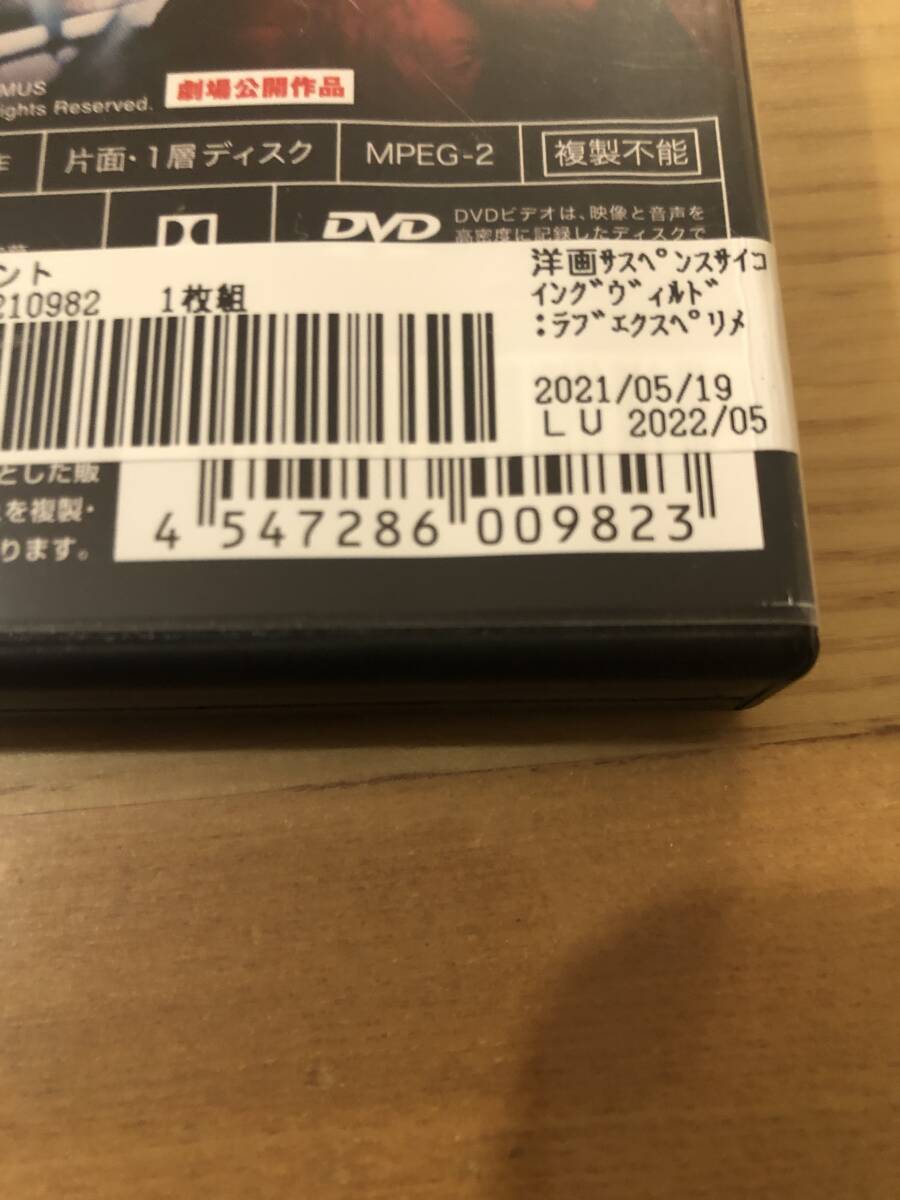 MUS
ights Reserved.
劇場公開作品
片面・1層ディスク
MPEG-2
複製不能
DVD
DVDビデオは、映像と音声を
高密度に記録したディスクで
ント
210982 1枚組
洋画サスペンスサイコ
イングヴィルド
:ラブエクスペリメ
2021/05/19
LU 2022/05
とした販
を複製・
ります。
4 547286 009823